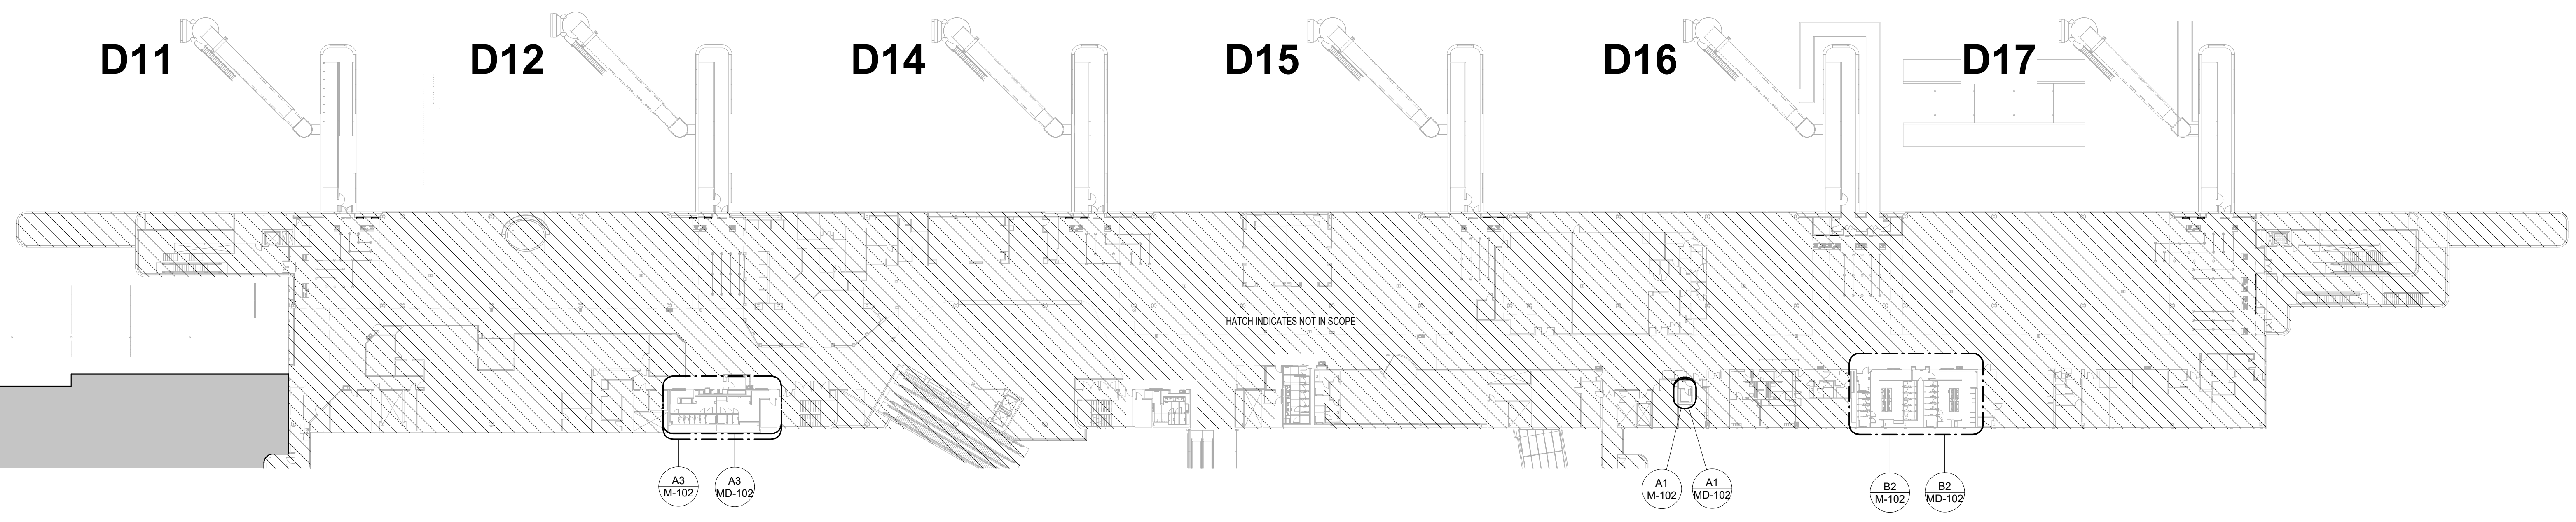 D11
D12
D14
D15
D16
D17
HATCH INDICATES NOT IN SCOPE
A3
M-102
A3
MD-102
A1
M-102
A1
MD-102
B2
M-102
B2
MD-102